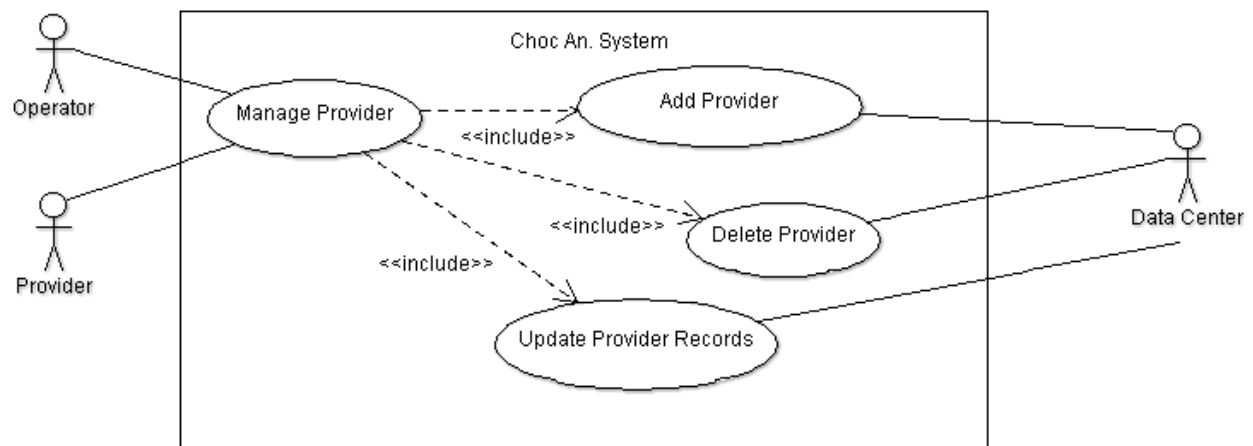 Choc An. System
Operator
Manage Provider
Add Provider
<<include>>
Provider
<<include>>
Delete Provider
Data Center
<<include>>
Update Provider Records